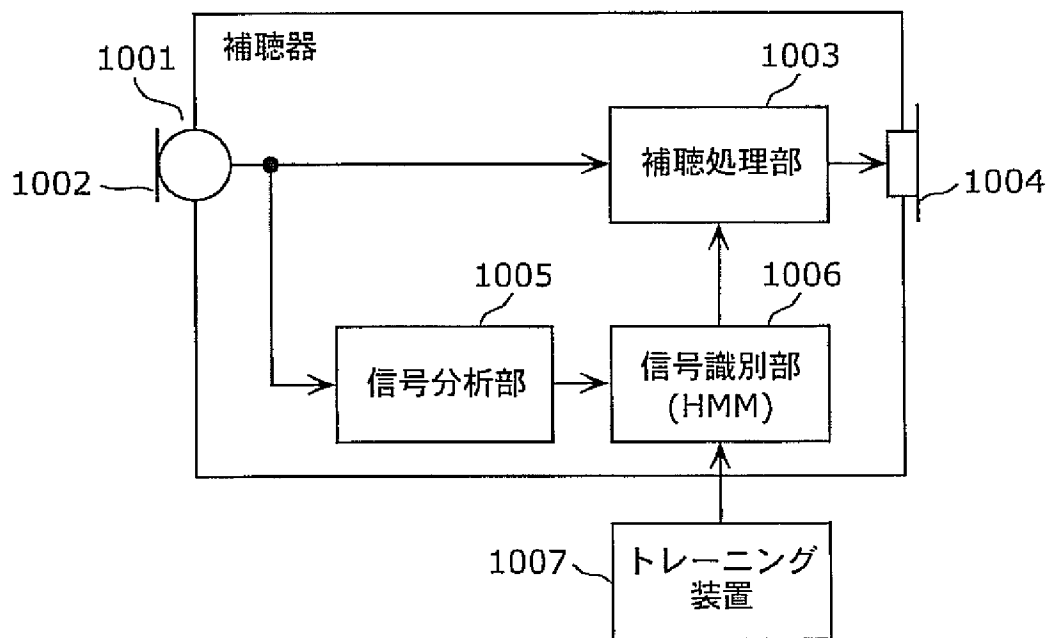 補聴器
1001
1002
1003
補聴処理部
1004
1005
信号分析部
1006
信号識別部
(HMM)
1007
トレーニング
装置